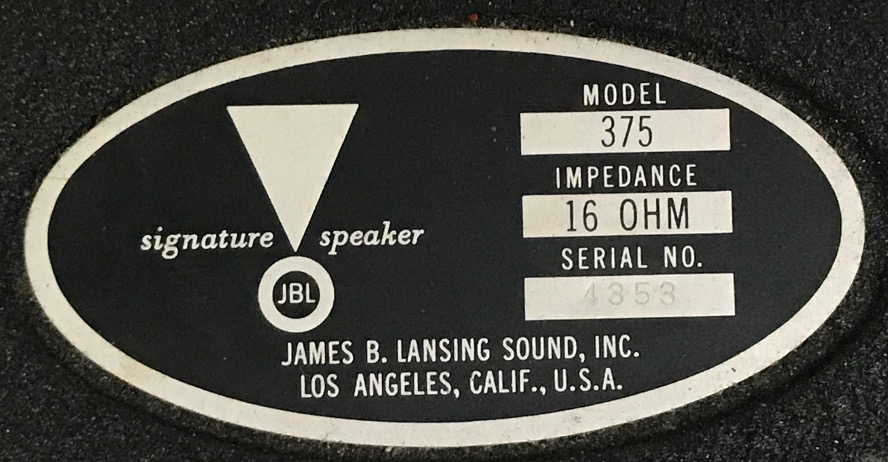 MODEL
375
IMPEDANCE
16 OHM
SERIAL NO.
4353
signature speaker
JBL
JAMES B. LANSING SOUND, INC.
LOS ANGELES, CALIF., U.S.A.